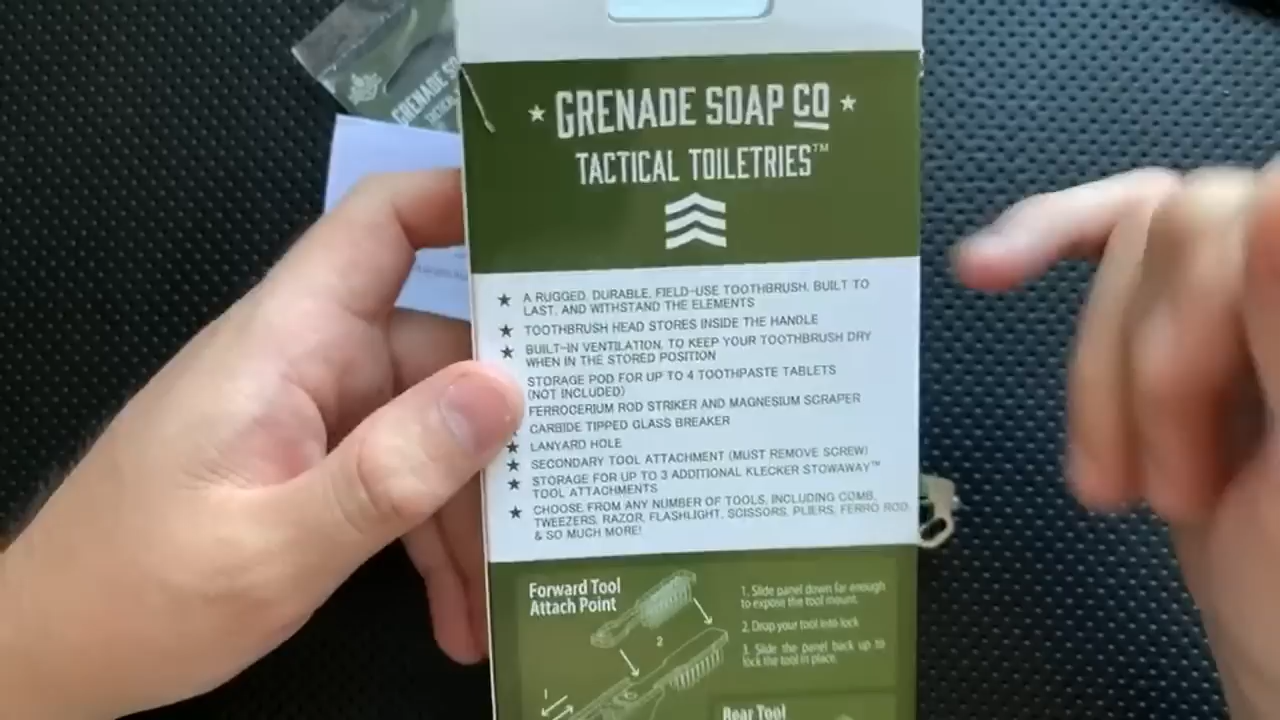 GRENADE SO
TACTICAL
GRENADE SOAP CO
TACTICAL TOILETRIES™
A RUGGED, DURABLE, FIELD-USE TOOTHBRUSH, BUILT TO
LAST, AND WITHSTAND THE ELEMENTS
TOOTHBRUSH HEAD STORES INSIDE THE HANDLE
BUILT-IN VENTILATION, TO KEEP YOUR TOOTHBRUSH DRY
WHEN IN THE STORED POSITION
STORAGE POD FOR UP TO 4 TOOTHPASTE TABLETS
(NOT INCLUDED)
FERROCERIUM ROD STRIKER AND MAGNESIUM SCRAPER
CARBIDE TIPPED GLASS BREAKER
LANYARD HOLE
SECONDARY TOOL ATTACHMENT (MUST REMOVE SCREW)
STORAGE FOR UP TO 3 ADDITIONAL KLECKER STOWAWAY™
TOOL ATTACHMENTS
CHOOSE FROM ANY NUMBER OF TOOLS, INCLUDING COMB,
TWEEZERS, RAZOR, FLASHLIGHT, SCISSORS, PLIERS, FERRO ROD,
& SO MUCH MORE!
Forward Tool
Attach Point
1. Slide panel down far enough
to expose the tool mount.
2. Drop your tool into lock
3. Slide the panel back up to
lock the tool in place.
2
1
Rear Tool